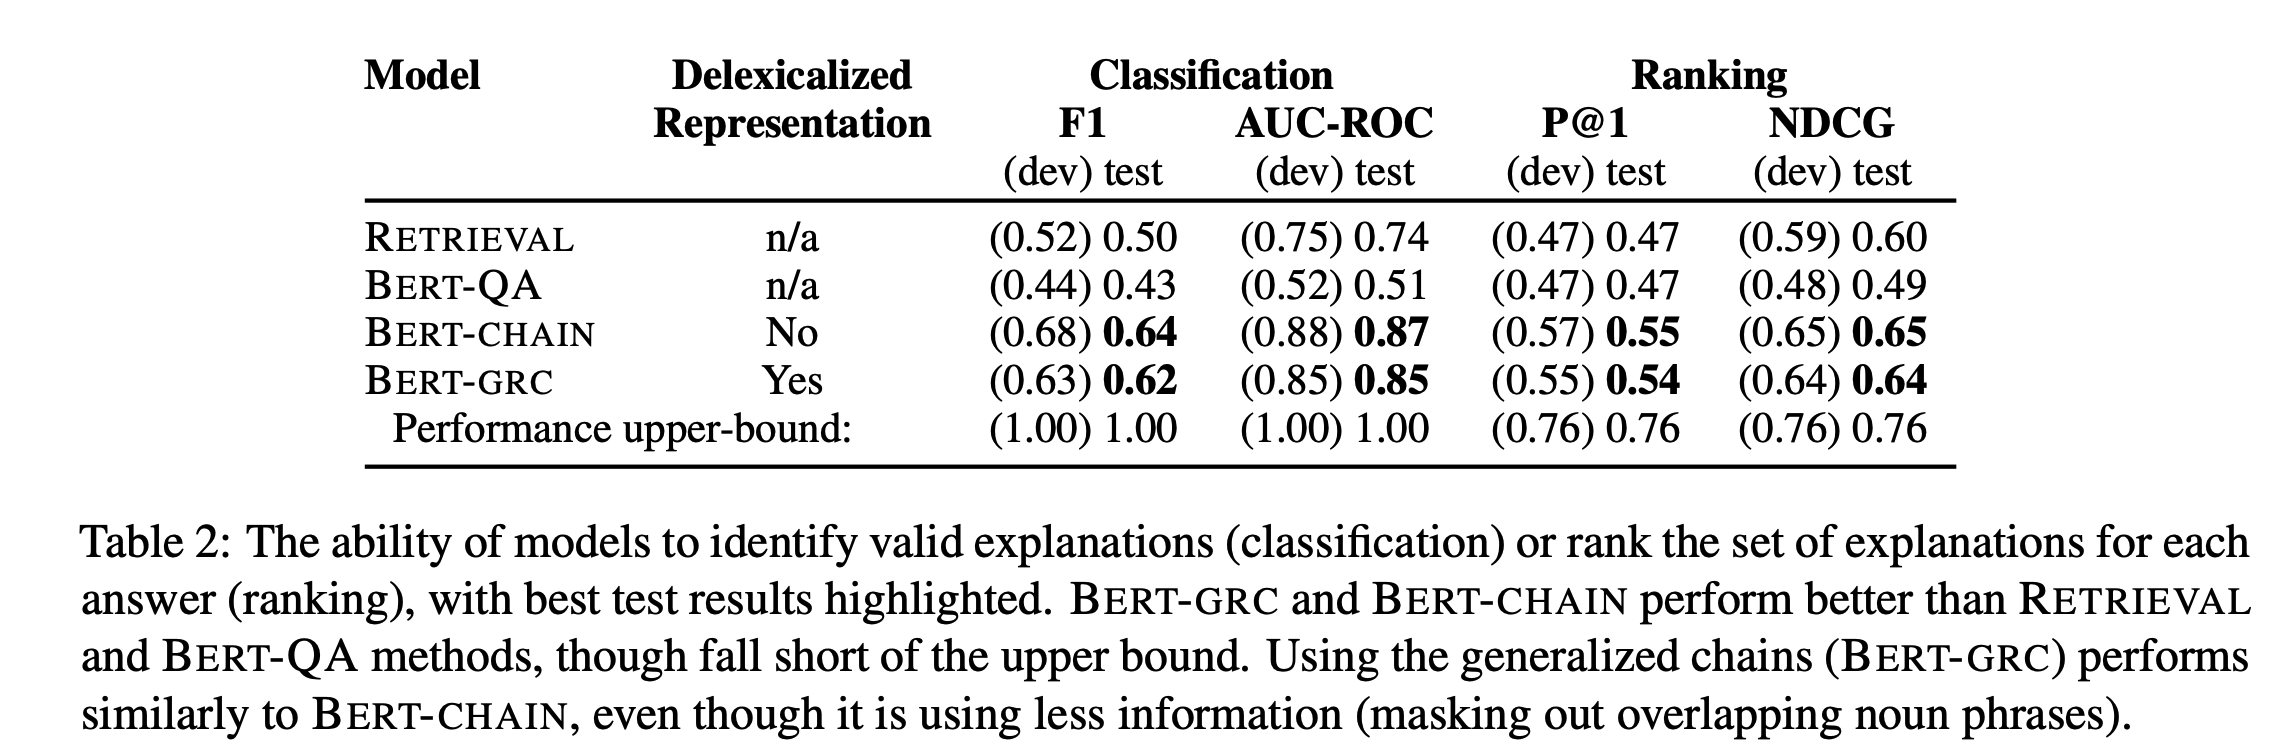 Model Delexicalized Classification Ranking
Representation F1 AUC-ROC P@1 NDCG
(dev) test (dev) test (dev) test (dev) test
RETRIEVAL n/a (0.52) 0.50 (0.75) 0.74 (0.47) 0.47 (0.59) 0.60
BERT-QA n/a (0.44) 0.43 (0.52) 0.51 (0.47) 0.47 (0.48) 0.49
BERT-CHAIN No (0.68) 0.64 (0.88) 0.87 (0.57) 0.55 (0.65) 0.65
BERT-GRC Yes (0.63) 0.62 (0.85) 0.85 (0.55) 0.54 (0.64) 0.64
Performance upper-bound: (1.00) 1.00 (1.00) 1.00 (0.76) 0.76 (0.76) 0.76
Table 2: The ability of models to identify valid explanations (classification) or rank the set of explanations for each
answer (ranking), with best test results highlighted. BERT-GRC and BERT-CHAIN perform better than RETRIEVAL
and BERT-QA methods, though fall short of the upper bound. Using the generalized chains (BERT-GRC) performs
similarly to BERT-CHAIN, even though it is using less information (masking out overlapping noun phrases).